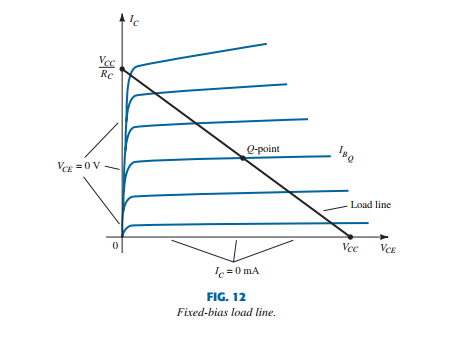 I_C
V_CC
R_C
Q-point
I_BQ
V_CE = 0 V
Load line
0
V_CC
V_CE
I_C = 0 mA
FIG. 12
Fixed-bias load line.